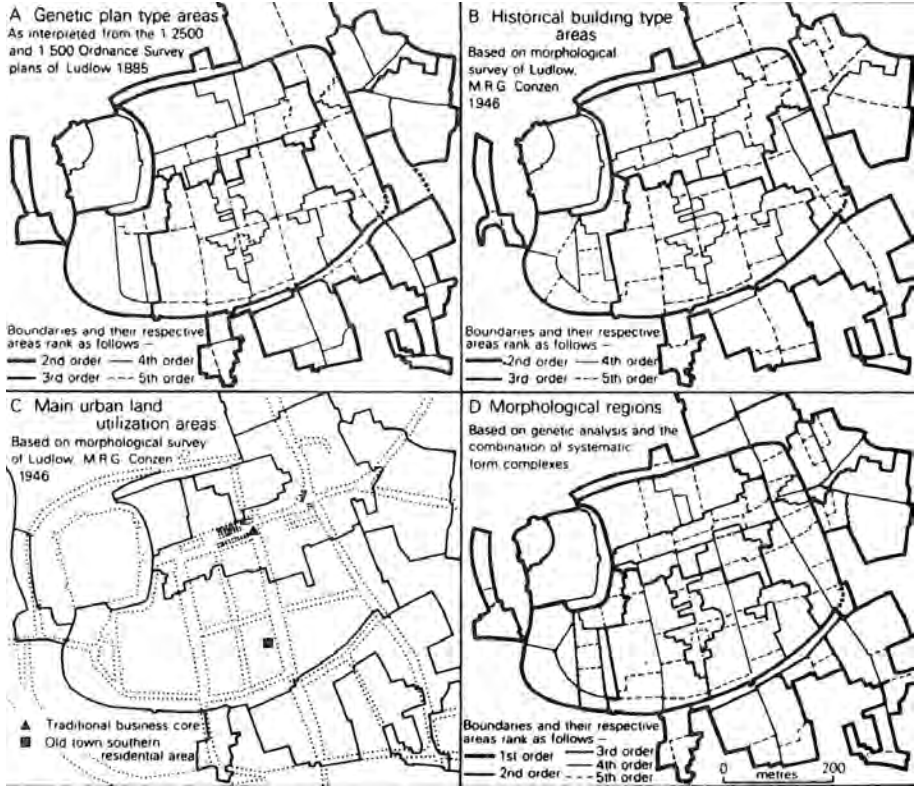 A Genetic plan type areas
As interpreted from the 1 2500
and 1 500 Ordnance Survey
plans of Ludlow 1885
Boundaries and their respective
areas rank as follows –
2nd order 4th order
3rd order 5th order
B Historical building type
areas
Based on morphological
survey of Ludlow,
M.R.G. Conzen
1946
Boundaries and their respective
areas rank as follows –
2nd order 4th order
3rd order 5th order
C Main urban land
utilization areas
Based on morphological survey
of Ludlow, M.R.G. Conzen
1946
Traditional business core
Old town southern
residential area
D Morphological regions
Based on genetic analysis and the
combination of systematic
form complexes
Boundaries and their respective
areas rank as follows –
1st order 3rd order
4th order
2nd order 5th order
0 metres 200